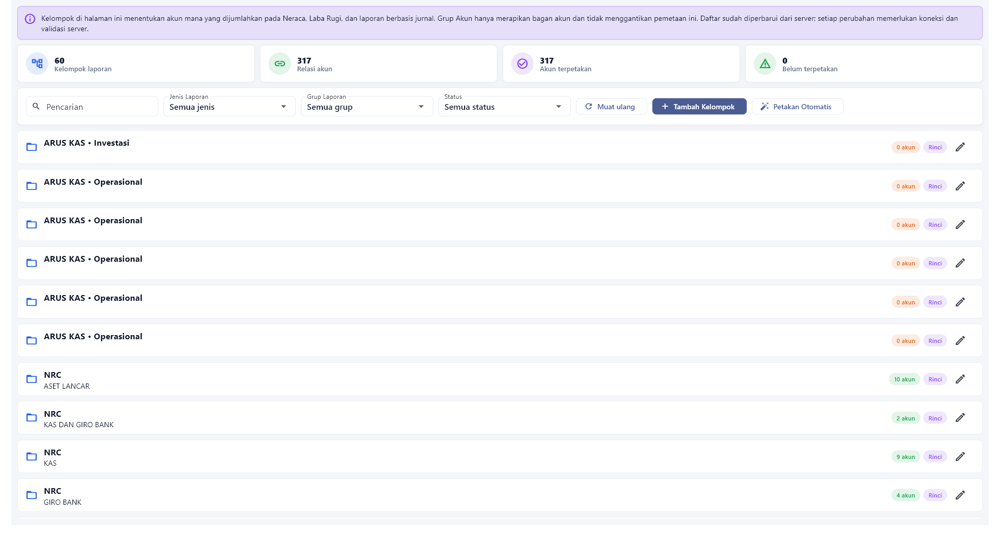 Kelompok di halaman ini menentukan akun mana yang dijumlahkan pada Neraca, Laba Rugi, dan laporan berbasis jurnal. Grup Akun hanya merapikan bagan akun dan tidak menggantikan pemetaan ini. Daftar sudah diperbarui dari server; setiap perubahan memerlukan koneksi dan
validasi server.
60
Kelompok laporan
317
Relasi akun
317
Akun terpetakan
0
Belum terpetakan
Pencarian
Jenis Laporan
Semua jenis
Grup Laporan
Semua grup
Status
Semua status
Muat ulang
Tambah Kelompok
Petakan Otomatis
ARUS KAS • Investasi
0 akun
Rinci
ARUS KAS • Operasional
0 akun
Rinci
ARUS KAS • Operasional
0 akun
Rinci
ARUS KAS • Operasional
0 akun
Rinci
ARUS KAS • Operasional
0 akun
Rinci
ARUS KAS • Operasional
0 akun
Rinci
NRC
ASET LANCAR
10 akun
Rinci
NRC
KAS DAN GIRO BANK
2 akun
Rinci
NRC
KAS
9 akun
Rinci
NRC
GIRO BANK
4 akun
Rinci